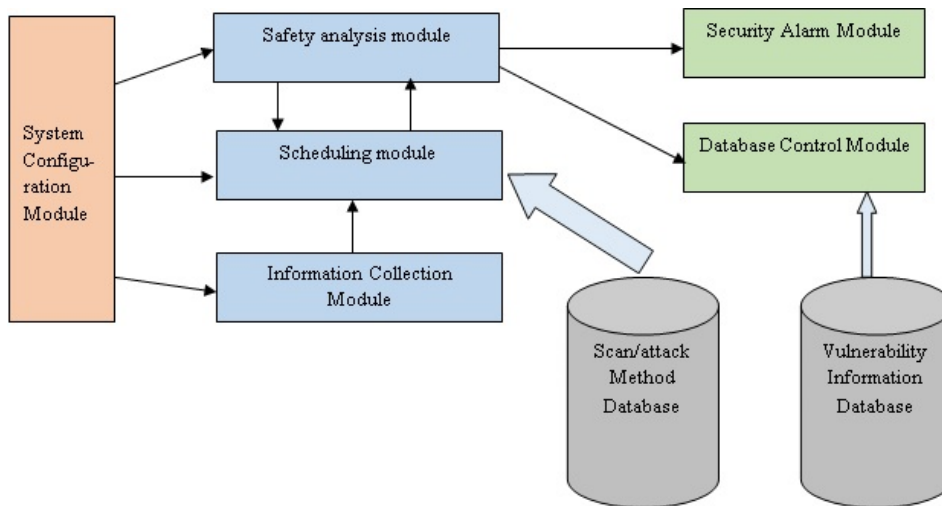 System
Configu-
ration
Module
Safety analysis module
Scheduling module
Information Collection
Module
Security Alarm Module
Database Control Module
Scan/attack
Method
Database
Vulnerability
Information
Database